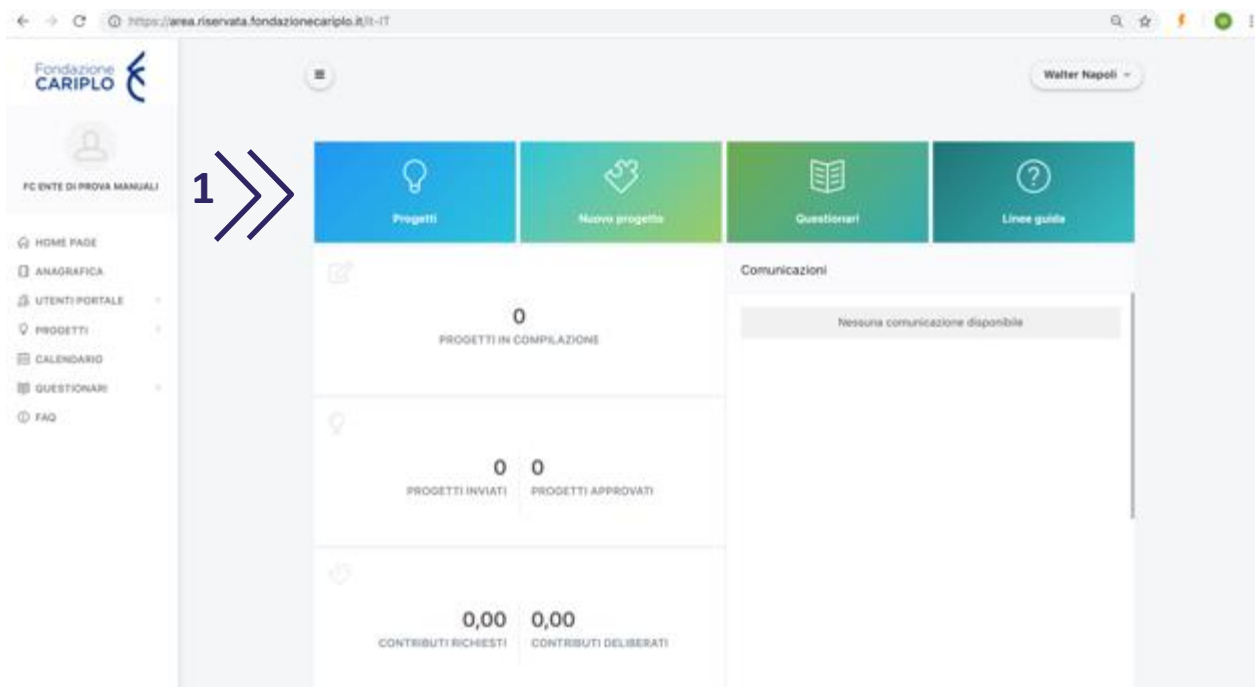 https://area.riservata.fondazionecariplo.it/it-IT
Fondazione
CARIPLO
Walter Napoli
FC ENTE DI PROVA MANUALI
1
Progetti
Nuovo progetto
Questionari
Linee guida
HOME PAGE
ANAGRAFICA
UTENTI PORTALE
PROGETTI
CALENDARIO
QUESTIONARI
FAQ
0
PROGETTI IN COMPILAZIONE
Comunicazioni
Nessuna comunicazione disponibile
0 0
PROGETTI INVIATI PROGETTI APPROVATI
0,00 0,00
CONTRIBUTI RICHIESTI CONTRIBUTI DELIBERATI